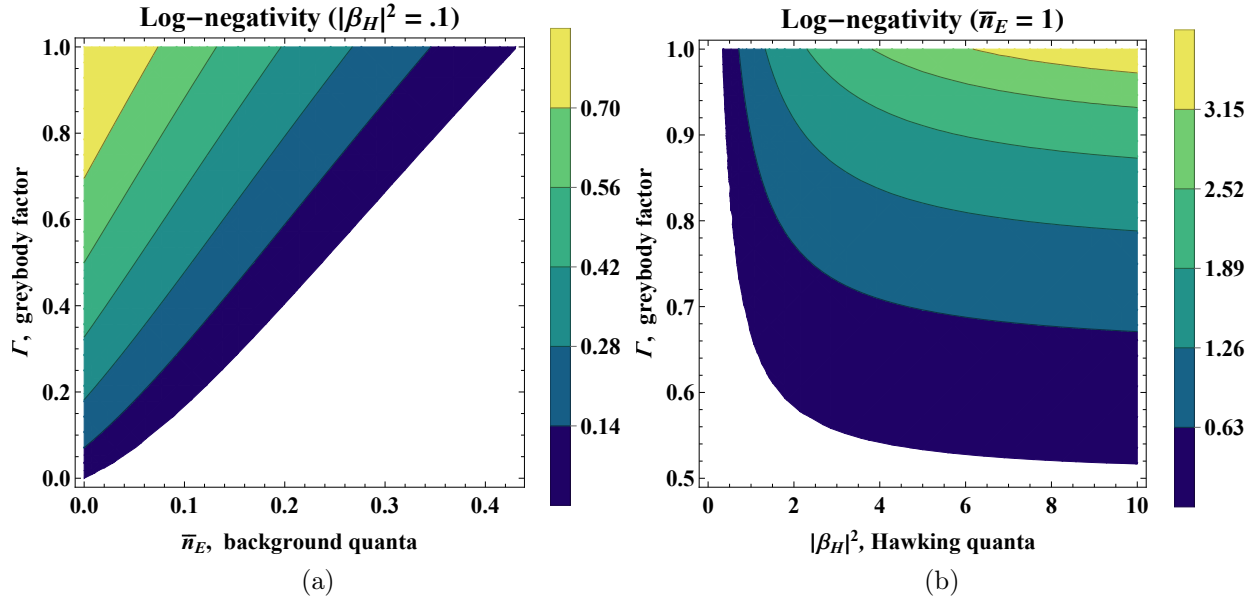 Log−negativity (|β_H|² = .1)
1.0
0.8
0.6
0.4
0.2
0.0
Γ, greybody factor
0.0 0.1 0.2 0.3 0.4
n̅_E, background quanta
0.70
0.56
0.42
0.28
0.14
(a)
Log−negativity (n̅_E = 1)
1.0
0.9
0.8
0.7
0.6
0.5
Γ, greybody factor
0 2 4 6 8 10
|β_H|², Hawking quanta
3.15
2.52
1.89
1.26
0.63
(b)